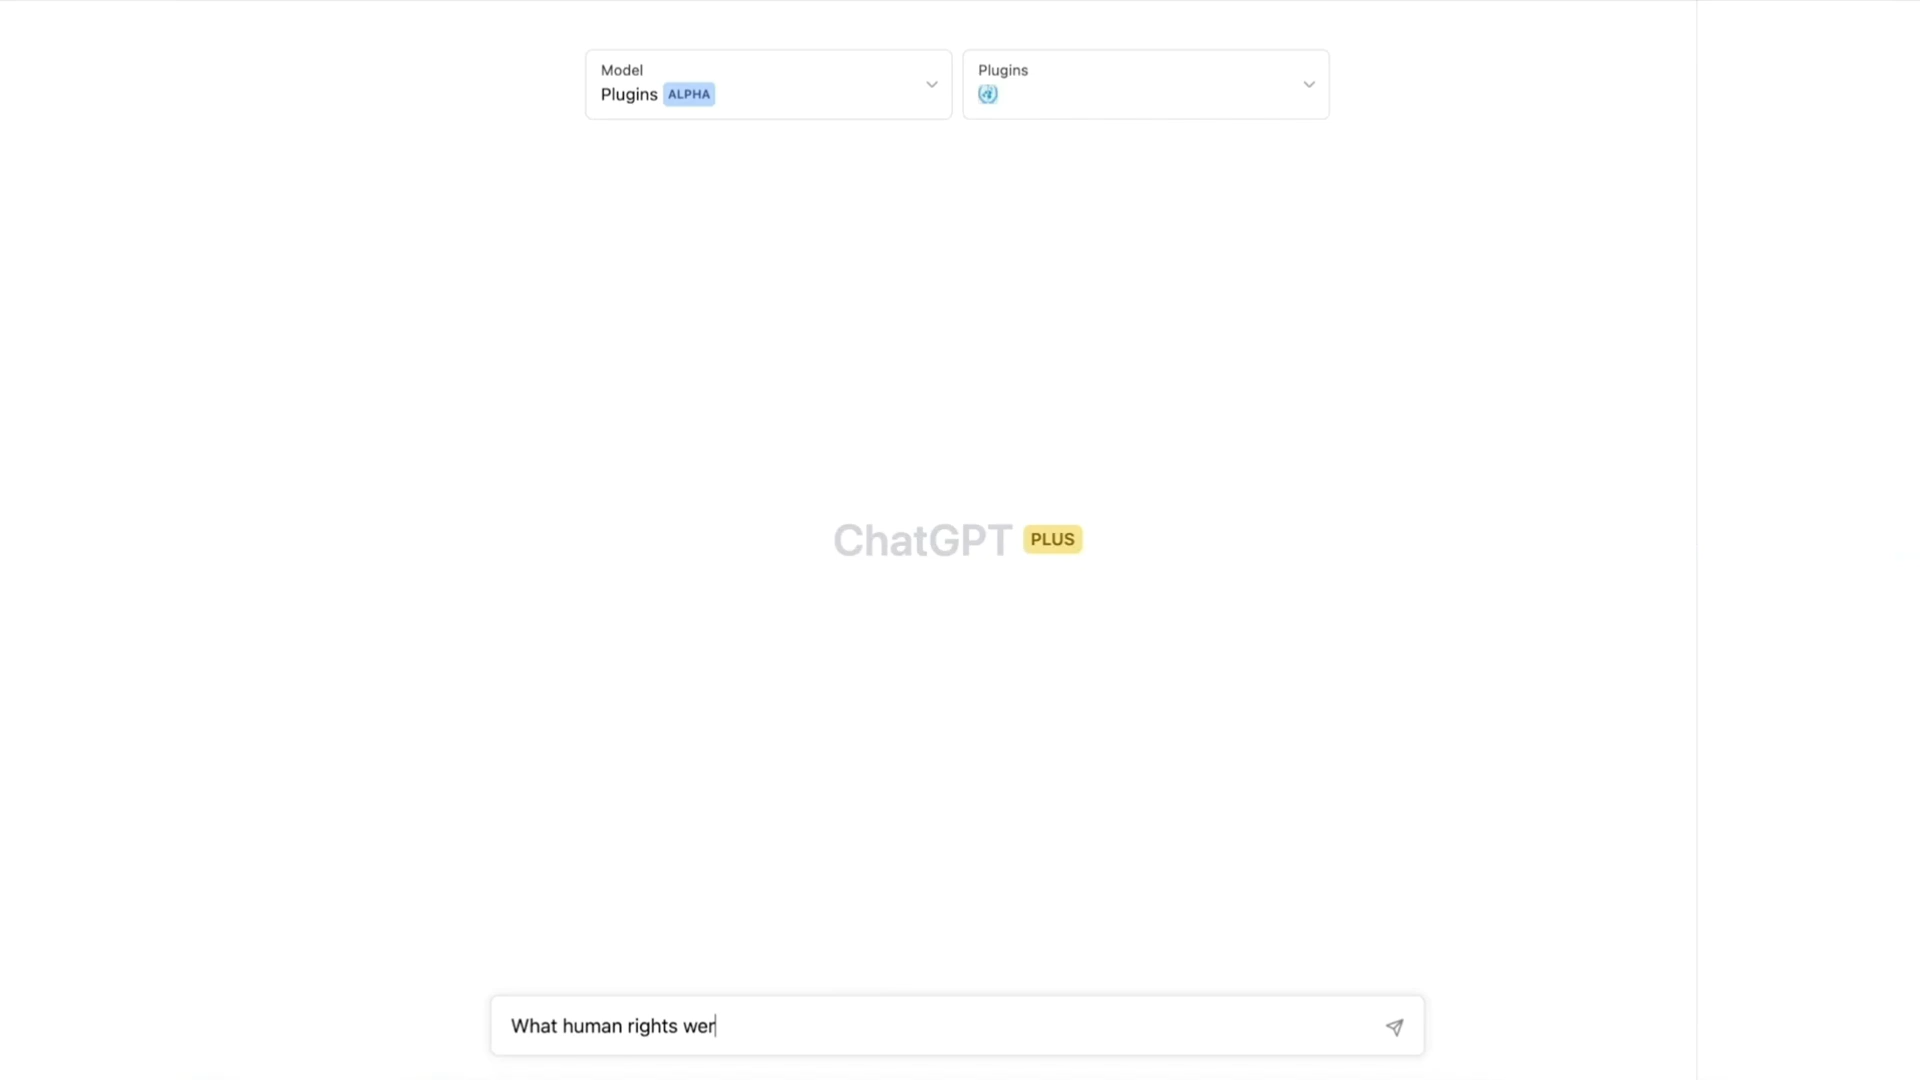 Model
Plugins ALPHA
Plugins
ChatGPT PLUS
What human rights wer